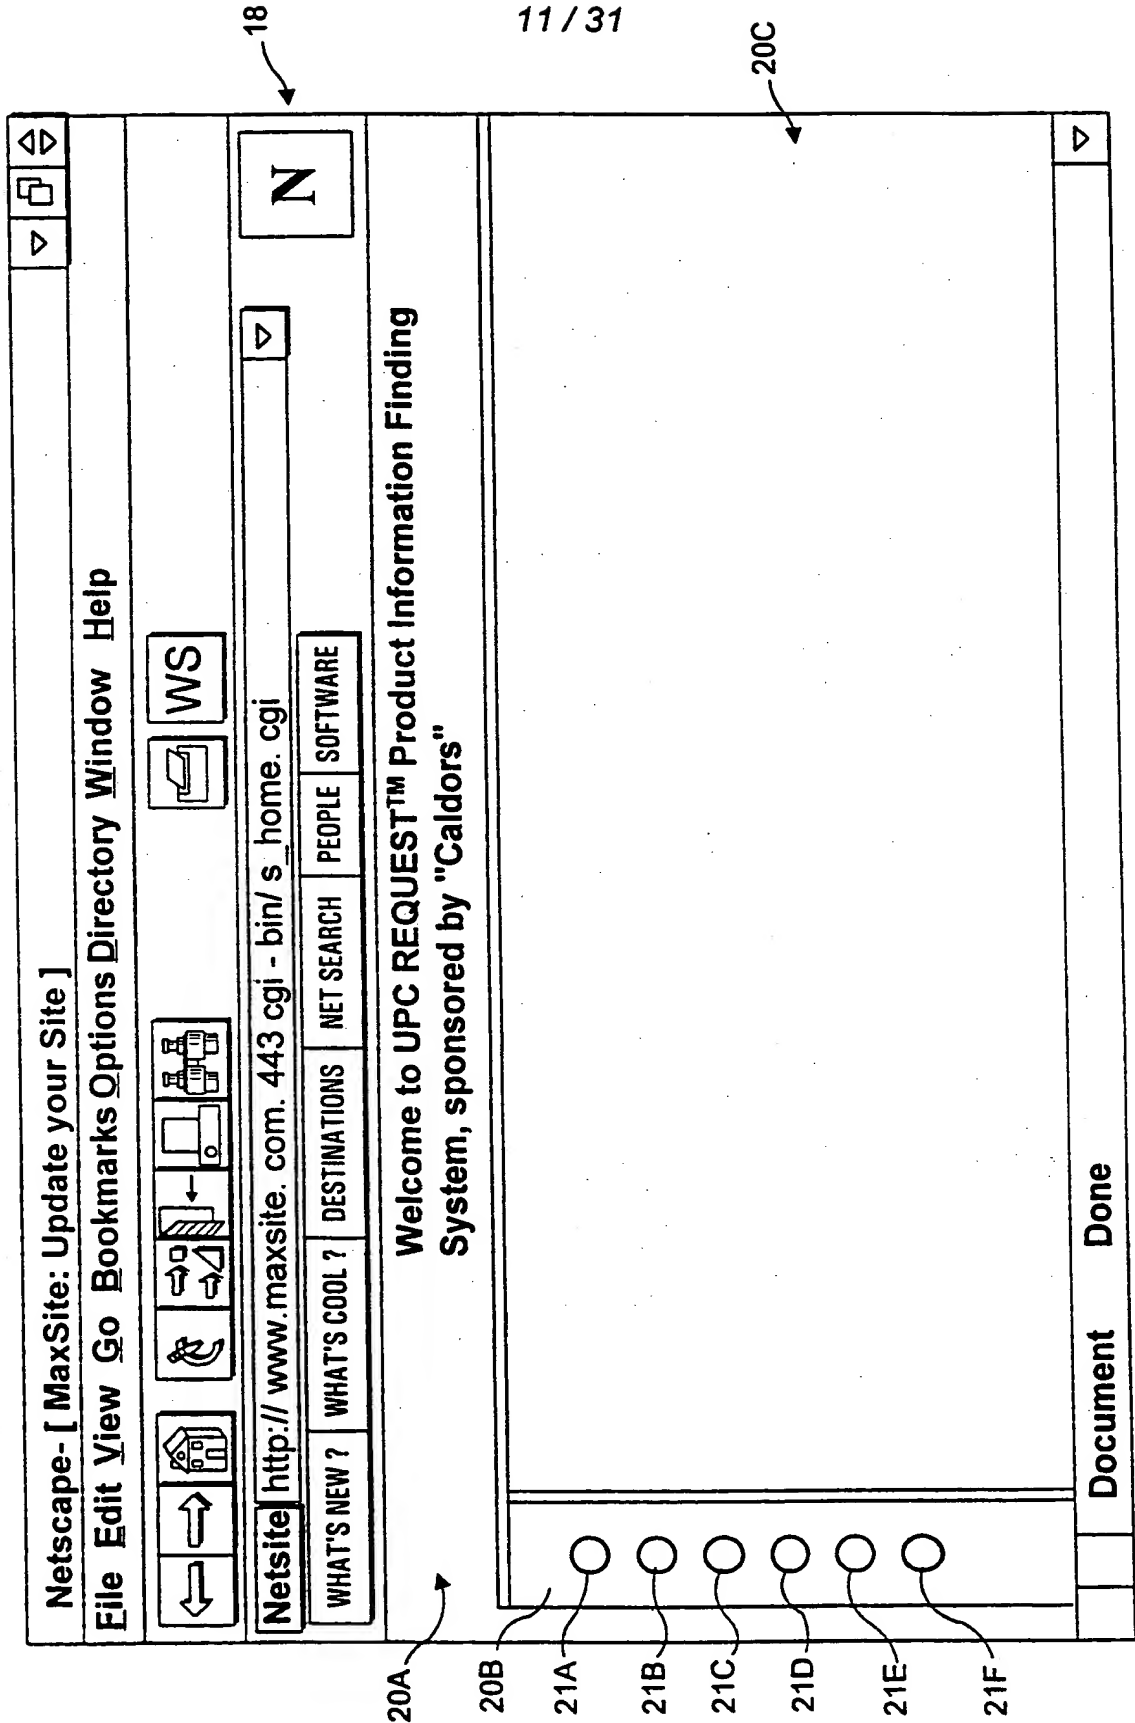 11 / 31
18
Netscape- [ MaxSite: Update your Site ]
File Edit View Go Bookmarks Options Directory Window Help
WS
Netsite http:// www.maxsite. com. 443 cgi - bin/ s_home. cgi
N
WHAT'S NEW ? WHAT'S COOL ? DESTINATIONS NET SEARCH PEOPLE SOFTWARE
20A
Welcome to UPC REQUEST™ Product Information Finding
System, sponsored by "Caldors"
20B
21A
21B
21C
21D
21E
21F
20C
Document Done